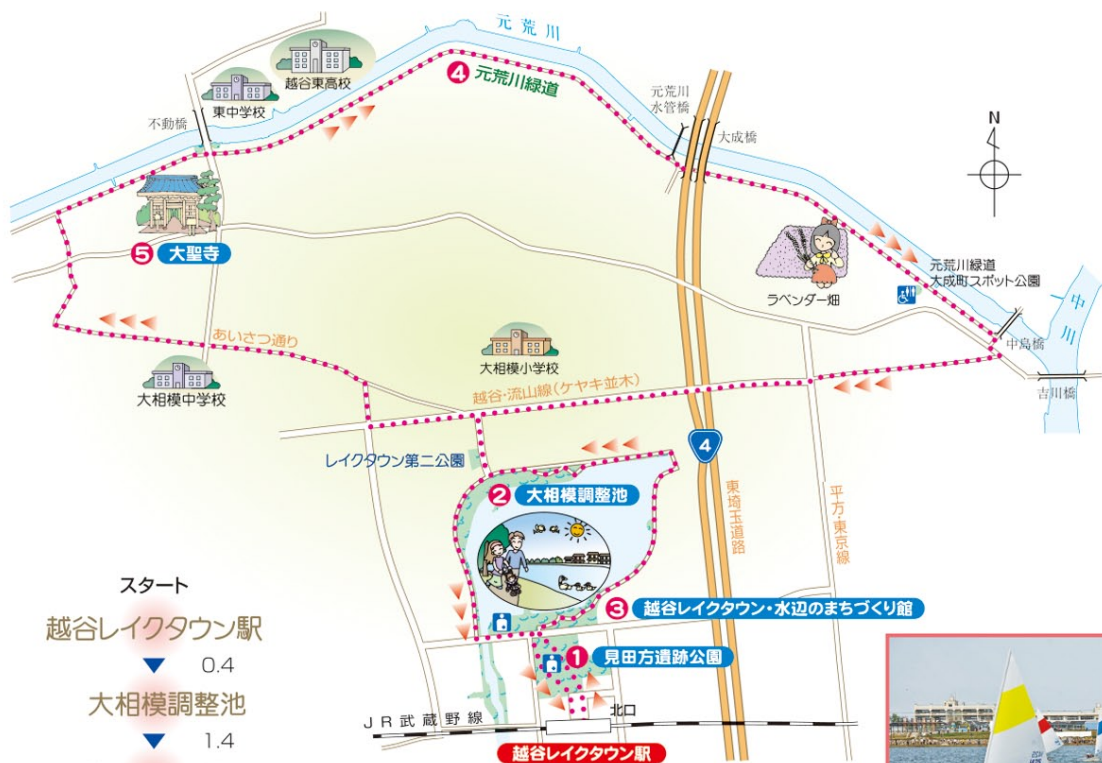 元荒川
越谷東高校
東中学校
不動橋
④ 元荒川緑道
元荒川
水管橋
大成橋
N
⑤ 大聖寺
ラベンダー畑
元荒川緑道
大成町スポット公園
中川
中島橋
吉川橋
あいさつ通り
大相模中学校
大相模小学校
越谷・流山線(ケヤキ並木)
レイクタウン第二公園
4
東埼玉道路
平方・東京線
② 大相模調整池
③ 越谷レイクタウン・水辺のまちづくり館
① 見田方遺跡公園
北口
JR武蔵野線
越谷レイクタウン駅
スタート
越谷レイクタウン駅
▼ 0.4
大相模調整池
▼ 1.4